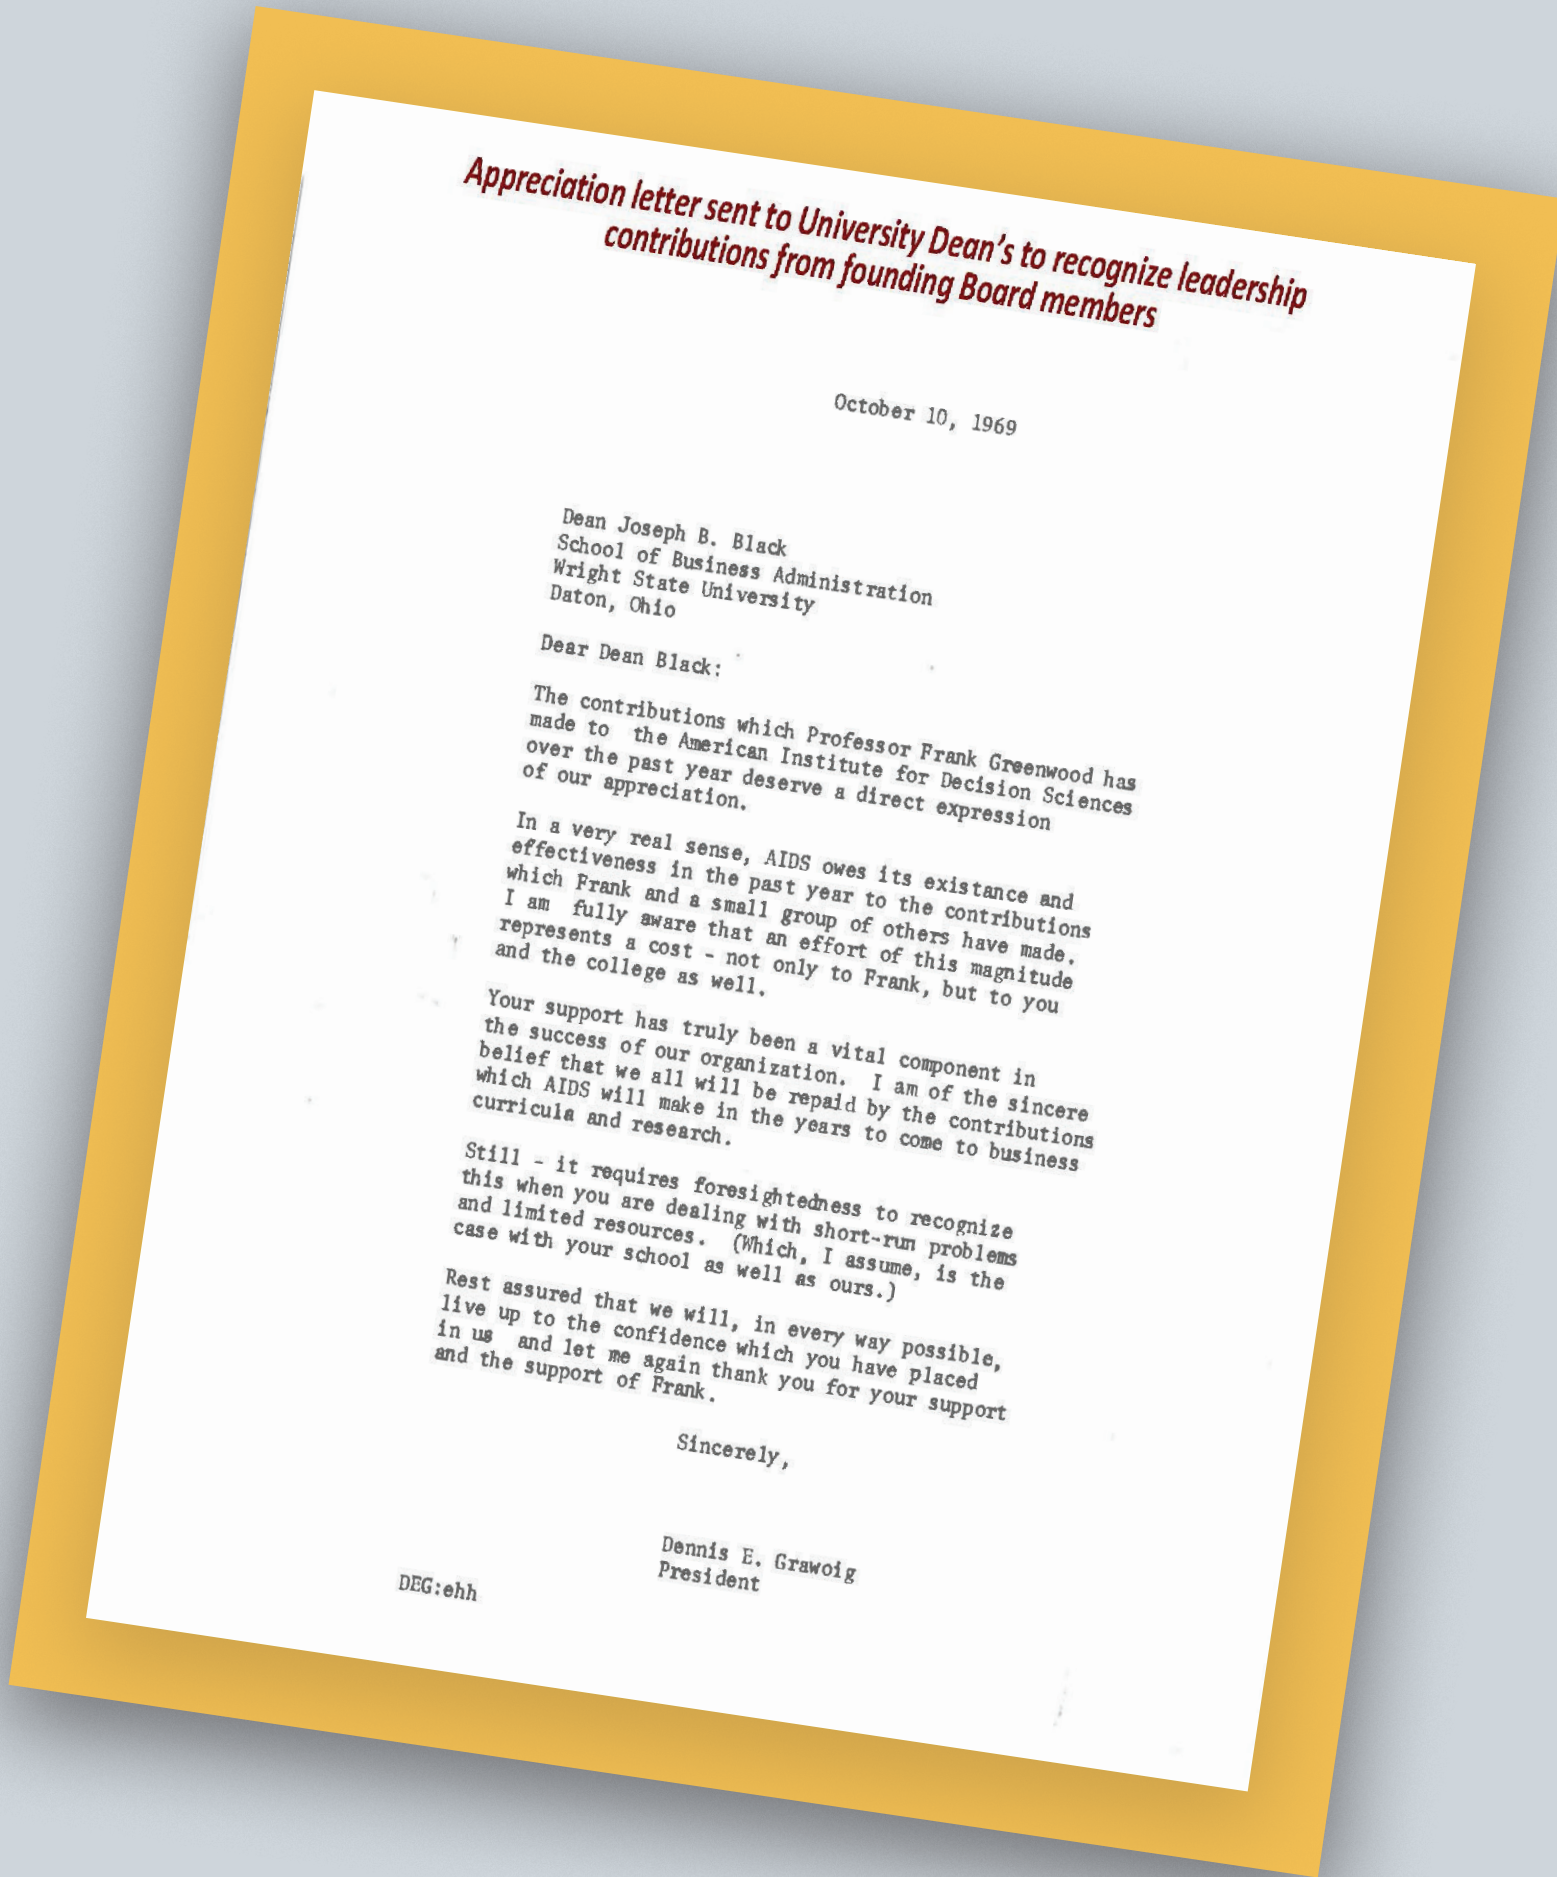 Appreciation letter sent to University Dean's to recognize leadership
contributions from founding Board members
October 10, 1969
Dean Joseph B. Black
School of Business Administration
Wright State University
Daton, Ohio
Dear Dean Black:
The contributions which Professor Frank Greenwood has
made to the American Institute for Decision Sciences
over the past year deserve a direct expression
of our appreciation.
In a very real sense, AIDS owes its existance and
effectiveness in the past year to the contributions
which Frank and a small group of others have made.
I am fully aware that an effort of this magnitude
represents a cost - not only to Frank, but to you
and the college as well.
Your support has truly been a vital component in
the success of our organization. I am of the sincere
belief that we all will be repaid by the contributions
which AIDS will make in the years to come to business
curricula and research.
Still - it requires foresightedness to recognize
this when you are dealing with short-run problems
and limited resources. (Which, I assume, is the
case with your school as well as ours.)
Rest assured that we will, in every way possible,
live up to the confidence which you have placed
in us and let me again thank you for your support
and the support of Frank.
Sincerely,
Dennis E. Grawoig
President
DEG:ehh